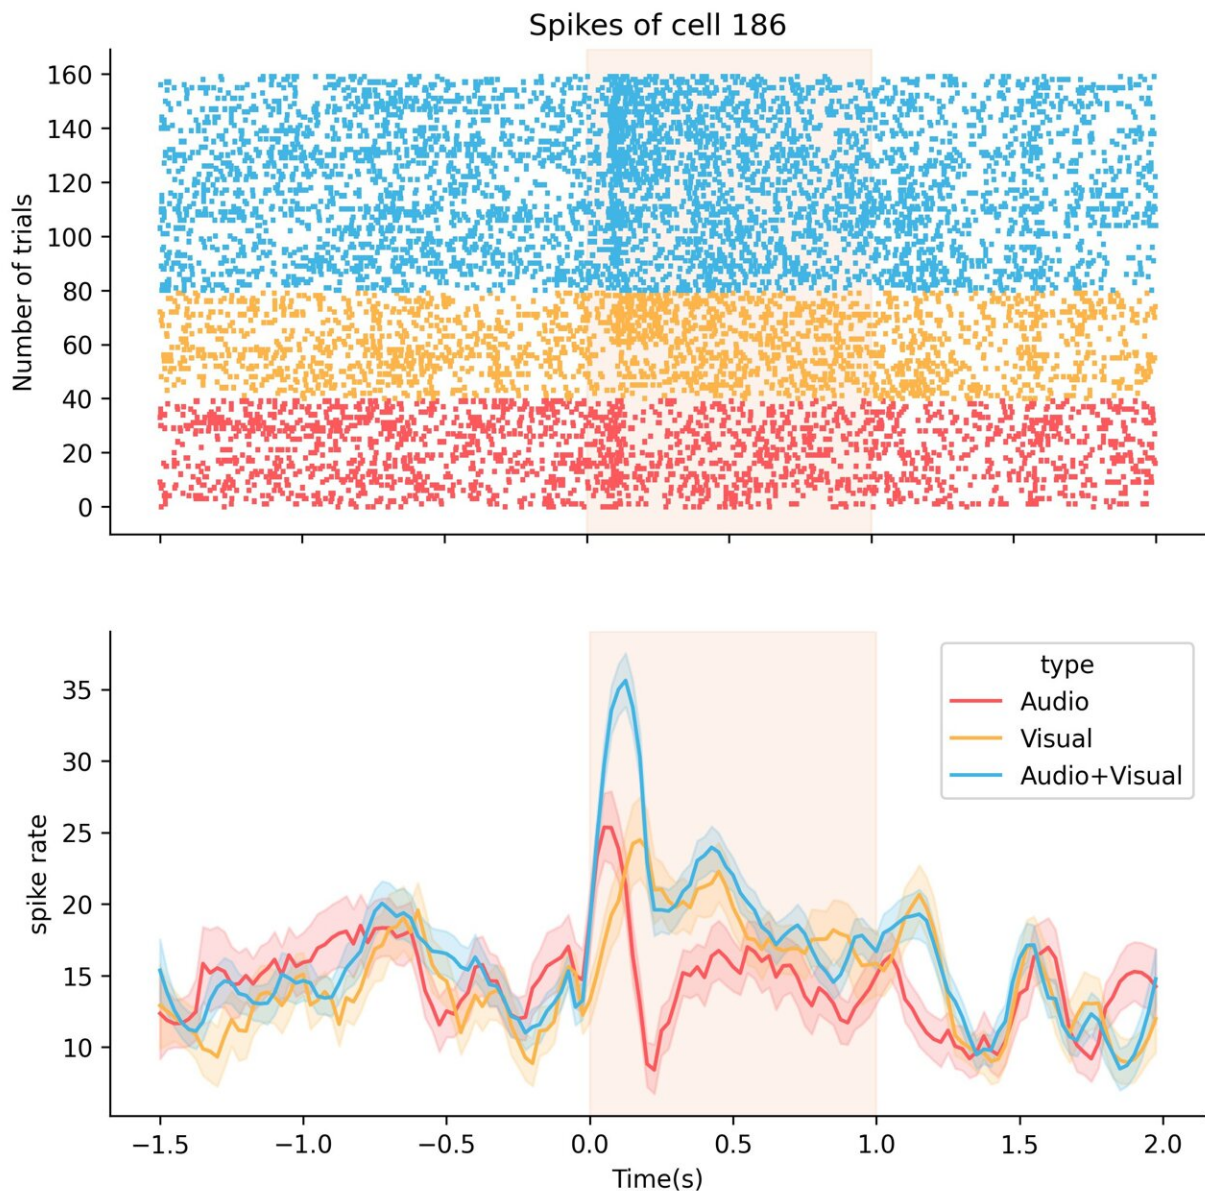 Spikes of cell 186
160
140
120
100
80
60
40
20
0
Number of trials
35
30
25
20
15
10
spike rate
type
Audio
Visual
Audio+Visual
−1.5 −1.0 −0.5 0.0 0.5 1.0 1.5 2.0
Time(s)